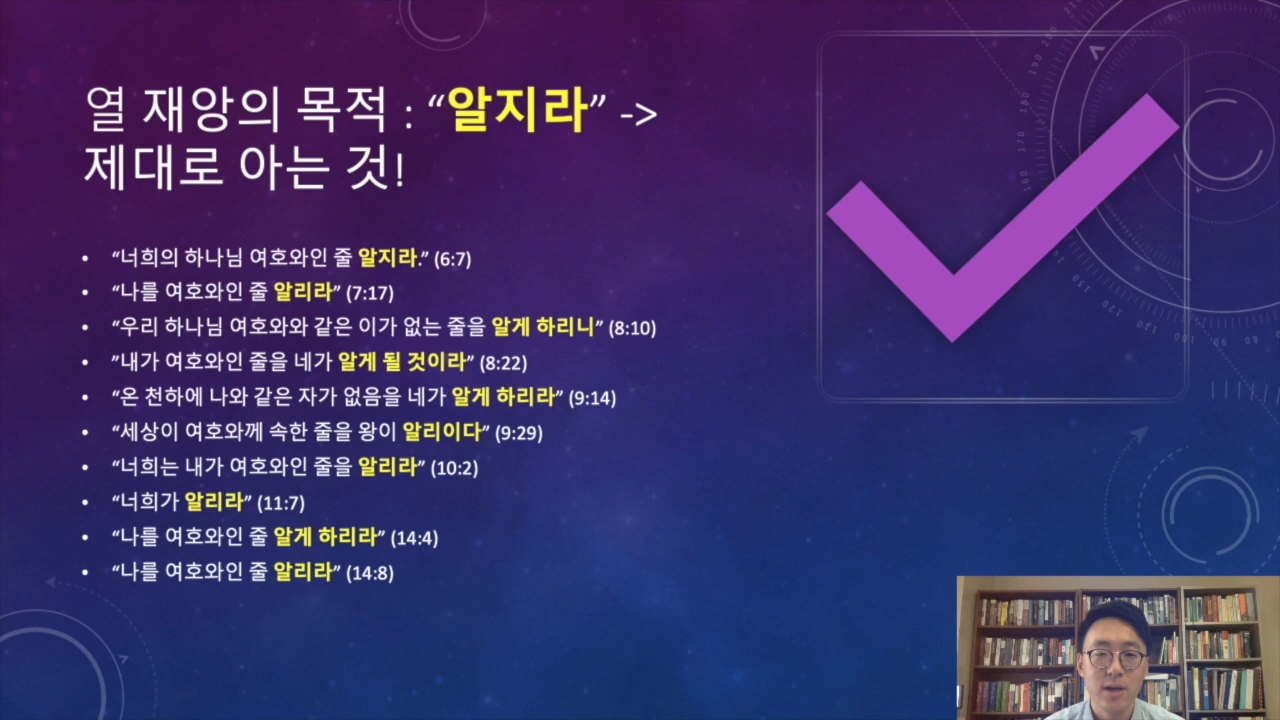 열 재앙의 목적 : “알지라” ->
제대로 아는 것!
• “너희의 하나님 여호와인 줄 알지라.” (6:7)
• “나를 여호와인 줄 알리라” (7:17)
• “우리 하나님 여호와와 같은 이가 없는 줄을 알게 하리니” (8:10)
• “내가 여호와인 줄을 네가 알게 될 것이라” (8:22)
• “온 천하에 나와 같은 자가 없음을 네가 알게 하리라” (9:14)
• “세상이 여호와께 속한 줄을 왕이 알리이다” (9:29)
• “너희는 내가 여호와인 줄을 알리라” (10:2)
• “너희가 알리라” (11:7)
• “나를 여호와인 줄 알게 하리라” (14:4)
• “나를 여호와인 줄 알리라” (14:8)